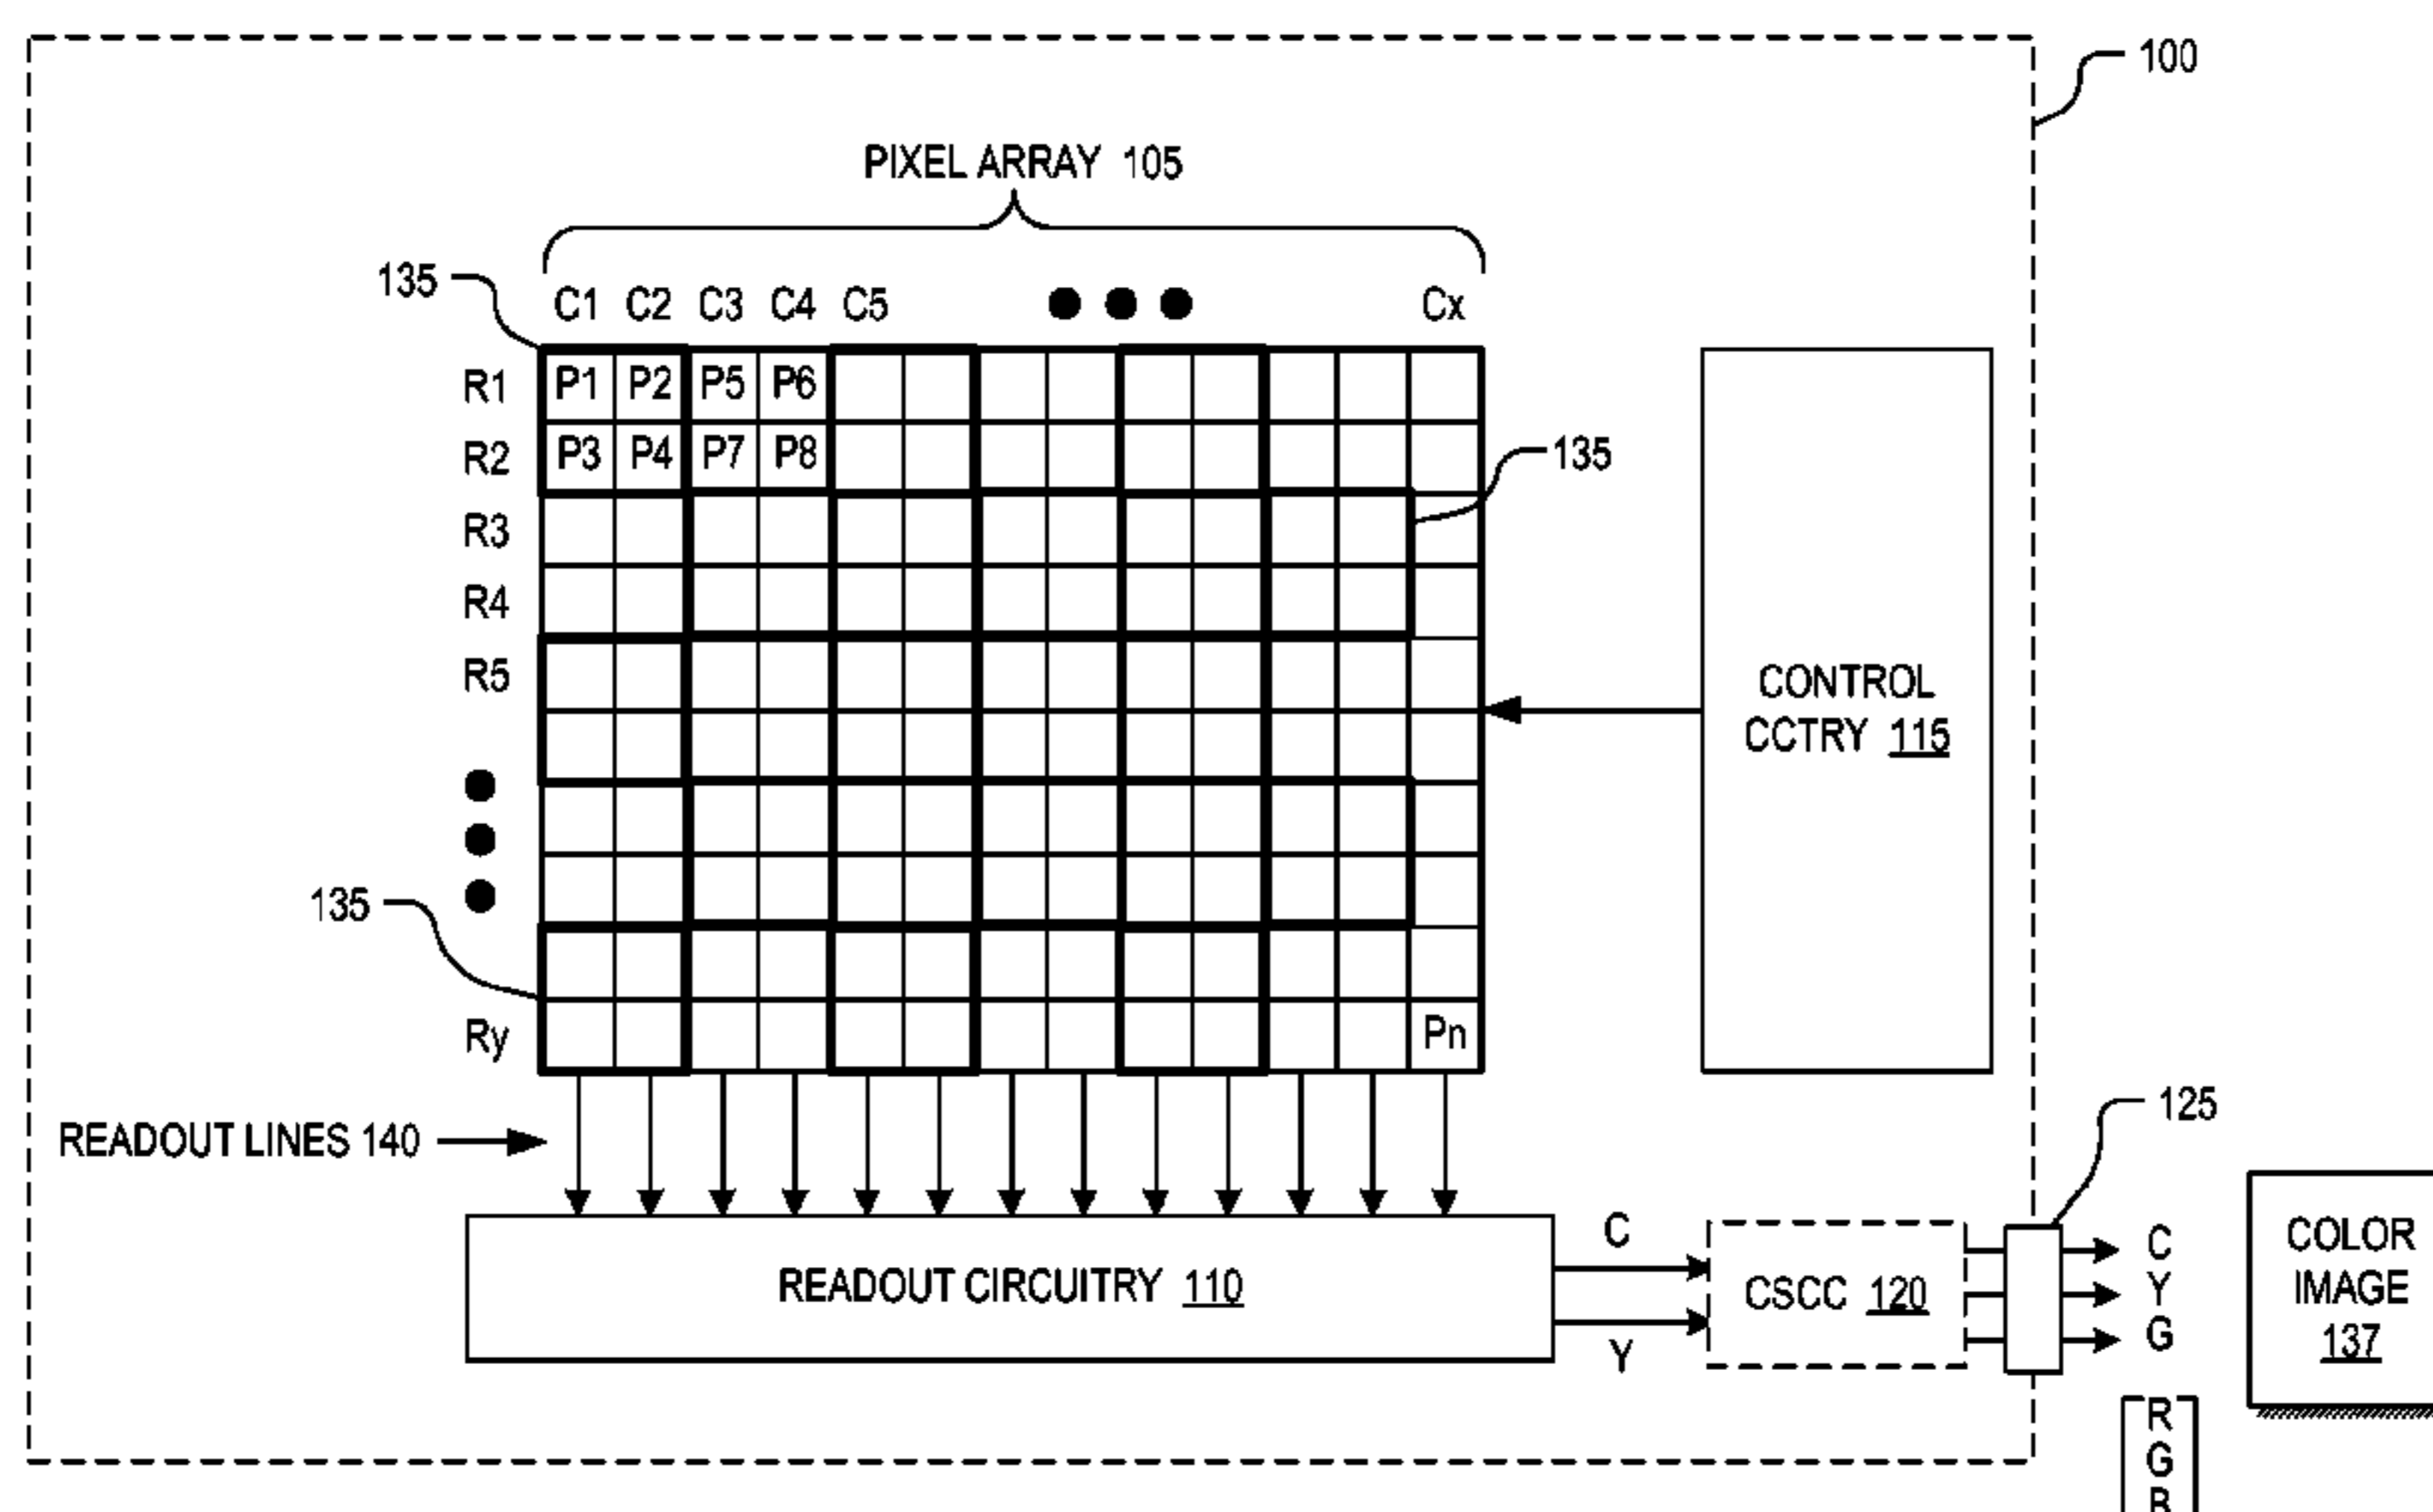 100
PIXEL ARRAY 105
135
C1 C2 C3 C4 C5 Cx
R1 P1 P2 P5 P6
R2 P3 P4 P7 P8
135
R3
R4
R5
CONTROL
CCTRY 115
135
Ry Pn
125
READOUT LINES 140
READOUT CIRCUITRY 110
C
Y
CSCC 120
C
Y
G
COLOR
IMAGE
137
R
G
B